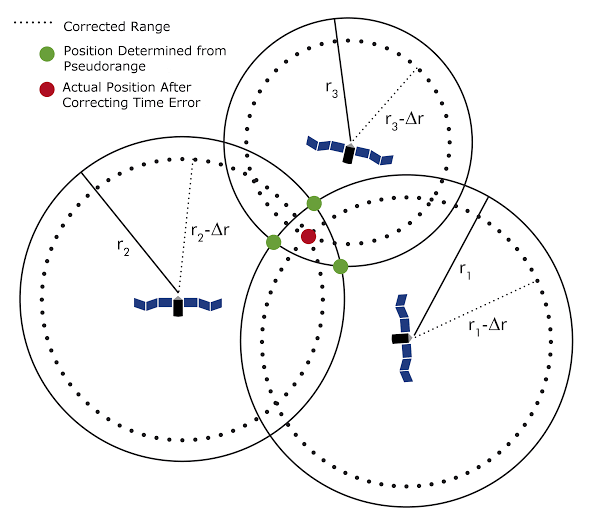 Corrected Range
Position Determined from
Pseudorange
Actual Position After
Correcting Time Error
r3
r3-Δr
r2
r2-Δr
r1
r1-Δr